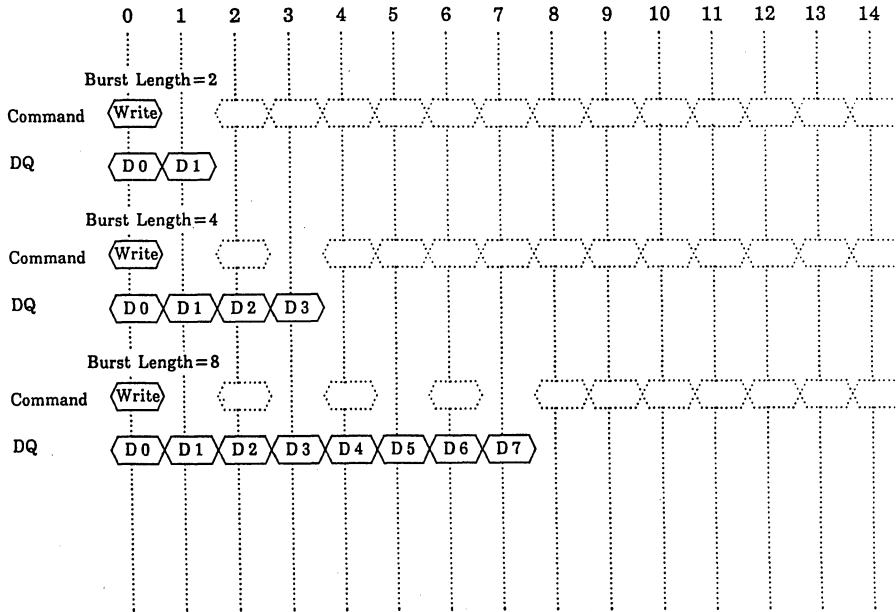 0 1 2 3 4 5 6 7 8 9 10 11 12 13 14
Burst Length=2
Command Write
DQ D0 D1
Burst Length=4
Command Write
DQ D0 D1 D2 D3
Burst Length=8
Command Write
DQ D0 D1 D2 D3 D4 D5 D6 D7